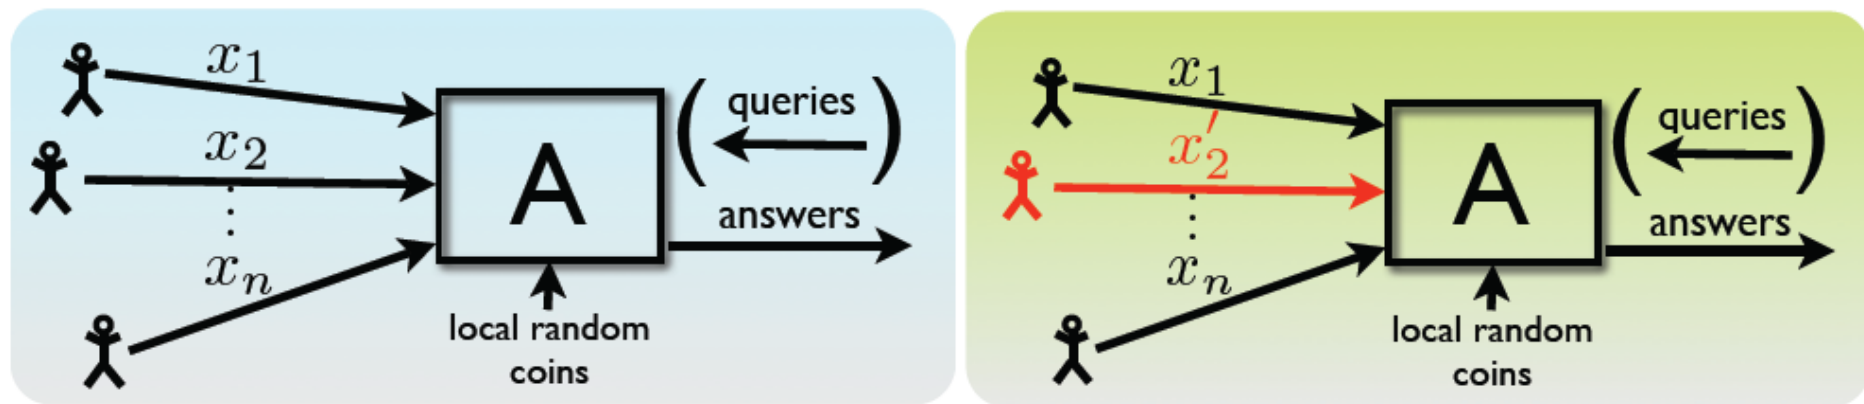 x1
x2
⋮
xn
A
( queries )
answers
local random
coins
x1
x2′
⋮
xn
A
( queries )
answers
local random
coins